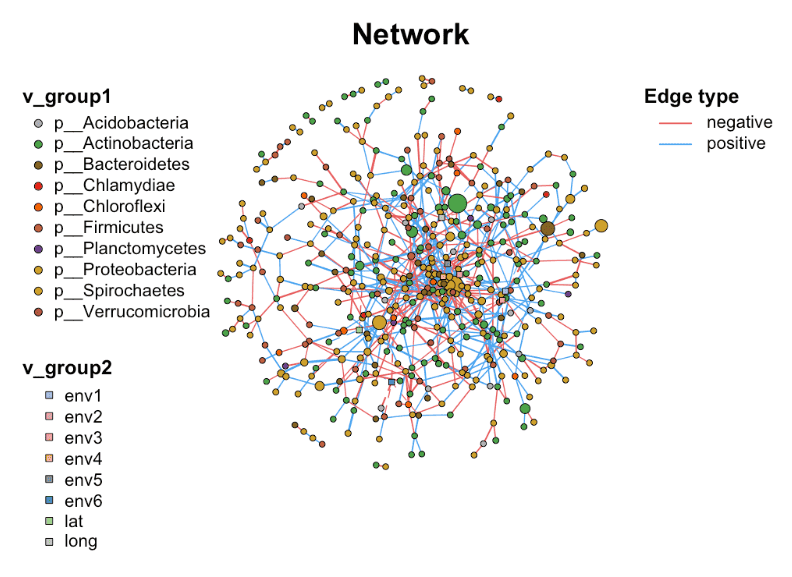 Network
v_group1
p__Acidobacteria
p__Actinobacteria
p__Bacteroidetes
p__Chlamydiae
p__Chloroflexi
p__Firmicutes
p__Planctomycetes
p__Proteobacteria
p__Spirochaetes
p__Verrucomicrobia
v_group2
env1
env2
env3
env4
env5
env6
lat
long
Edge type
negative
positive